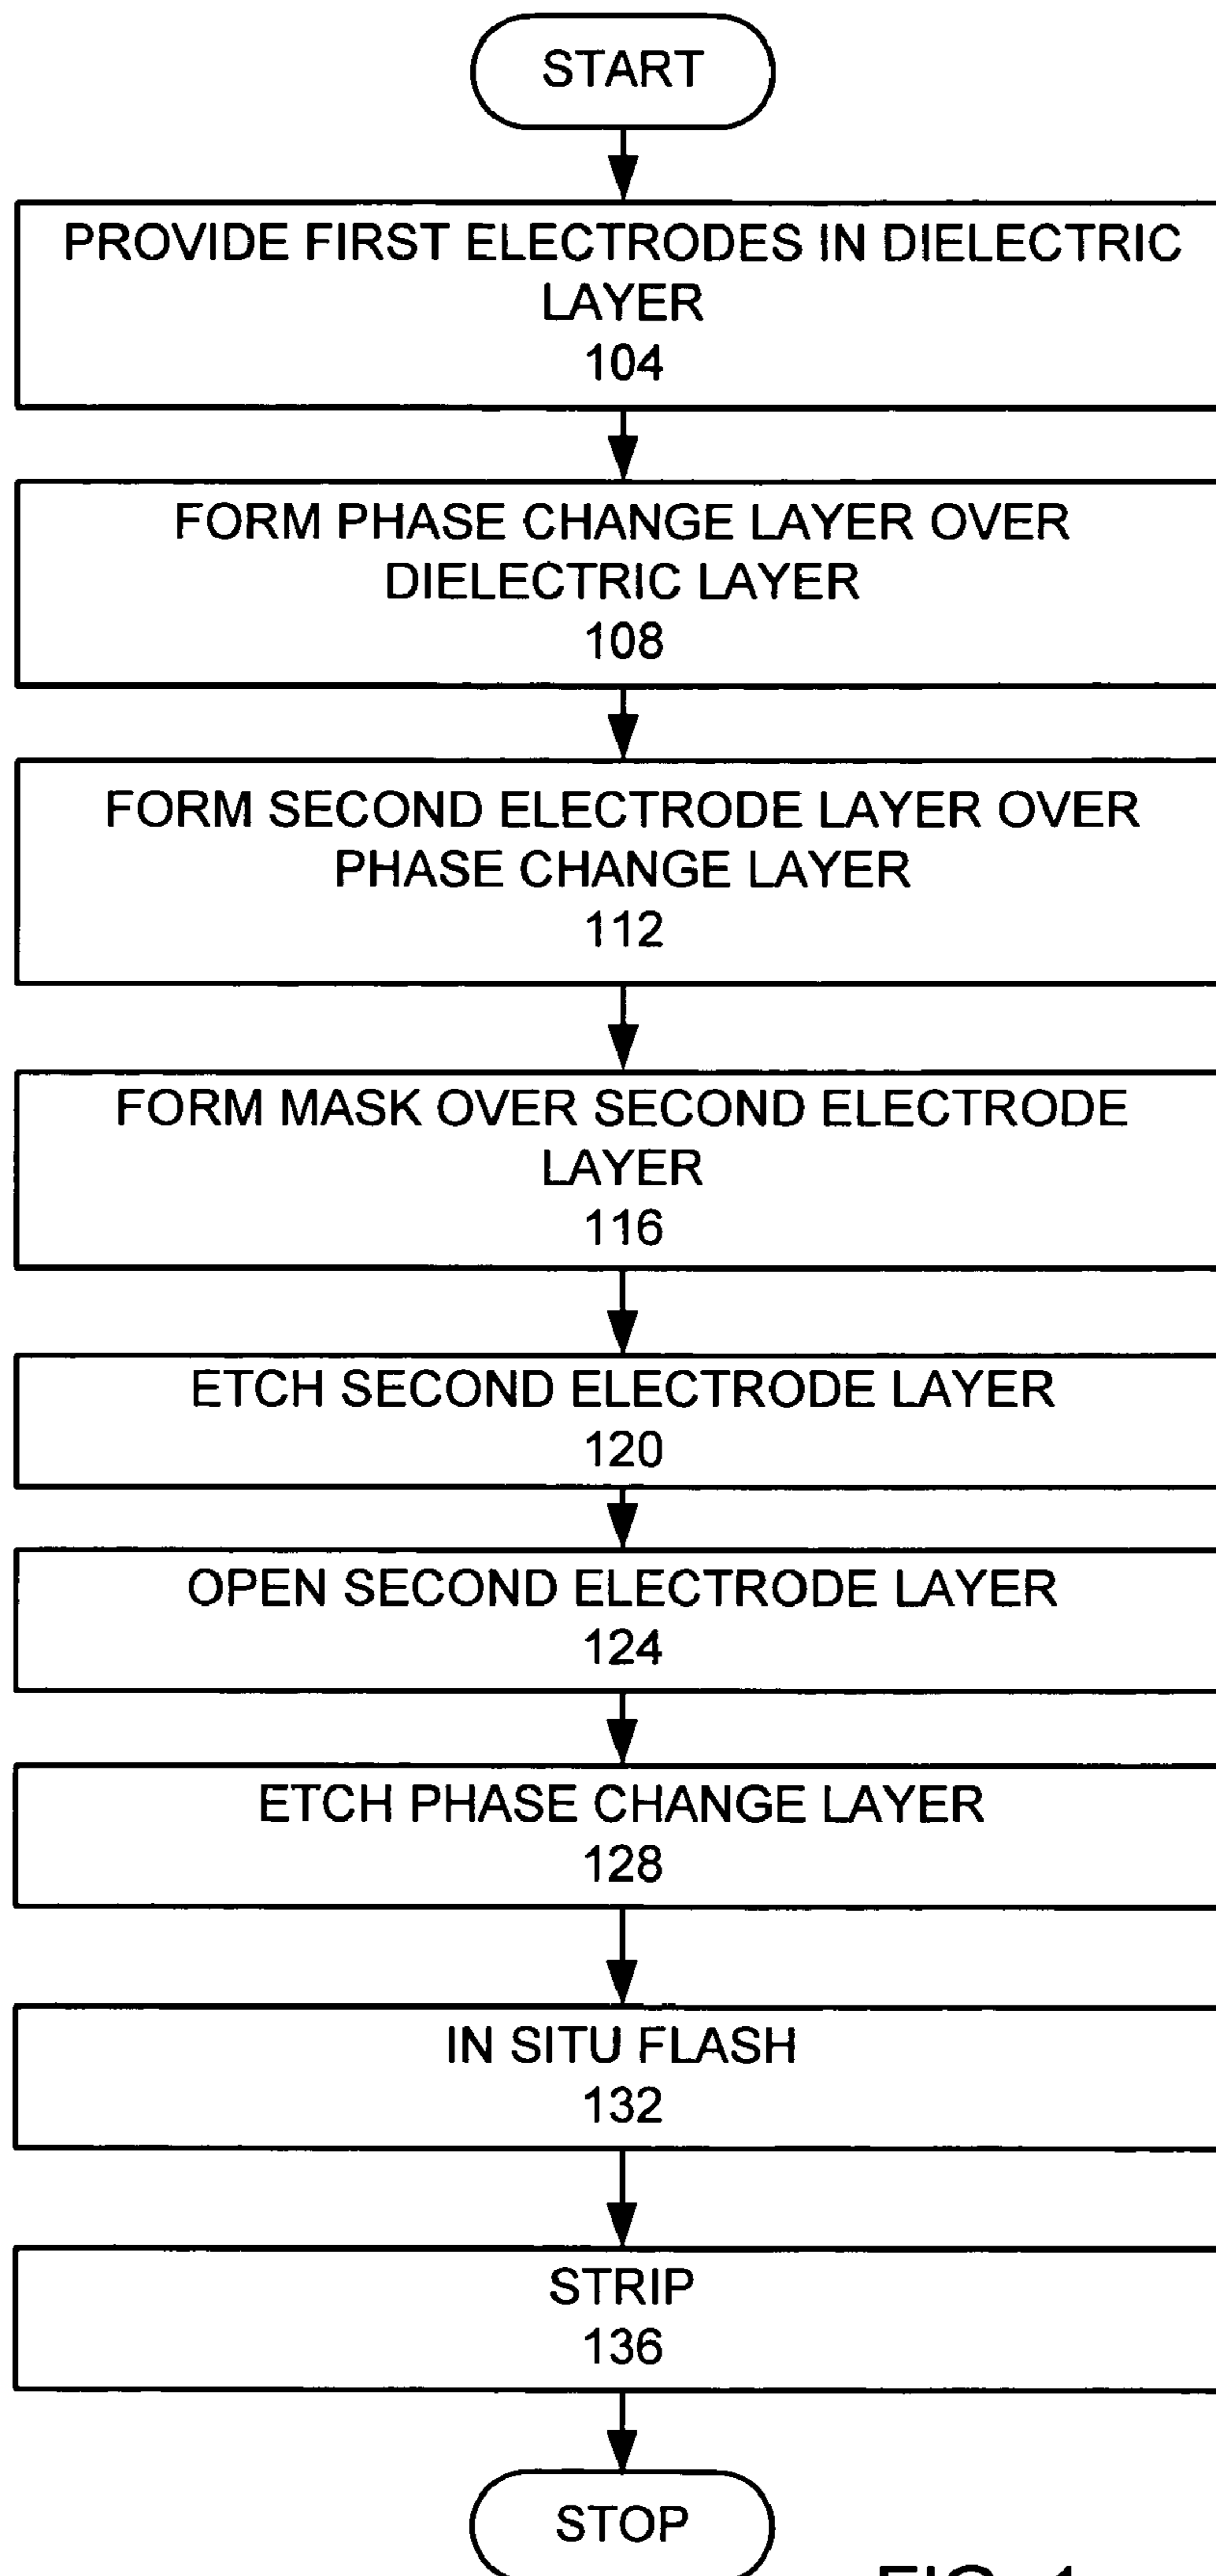 START
PROVIDE FIRST ELECTRODES IN DIELECTRIC
LAYER
104
FORM PHASE CHANGE LAYER OVER
DIELECTRIC LAYER
108
FORM SECOND ELECTRODE LAYER OVER
PHASE CHANGE LAYER
112
FORM MASK OVER SECOND ELECTRODE
LAYER
116
ETCH SECOND ELECTRODE LAYER
120
OPEN SECOND ELECTRODE LAYER
124
ETCH PHASE CHANGE LAYER
128
IN SITU FLASH
132
STRIP
136
STOP
FIG. 1